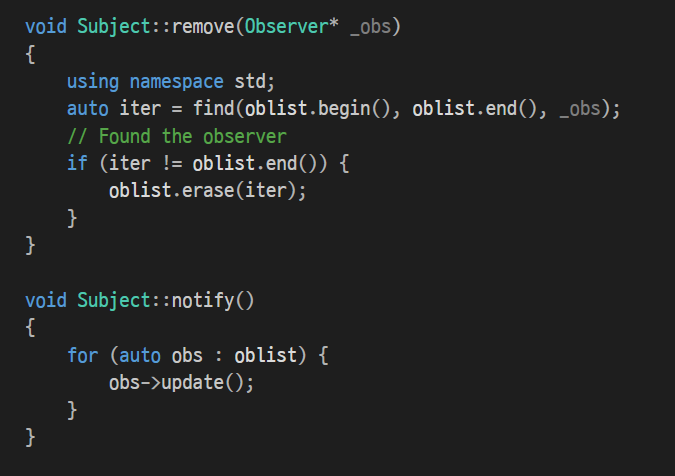 void Subject::remove(Observer* _obs)
{
    using namespace std;
    auto iter = find(oblist.begin(), oblist.end(), _obs);
    // Found the observer
    if (iter != oblist.end()) {
        oblist.erase(iter);
    }
}

void Subject::notify()
{
    for (auto obs : oblist) {
        obs->update();
    }
}